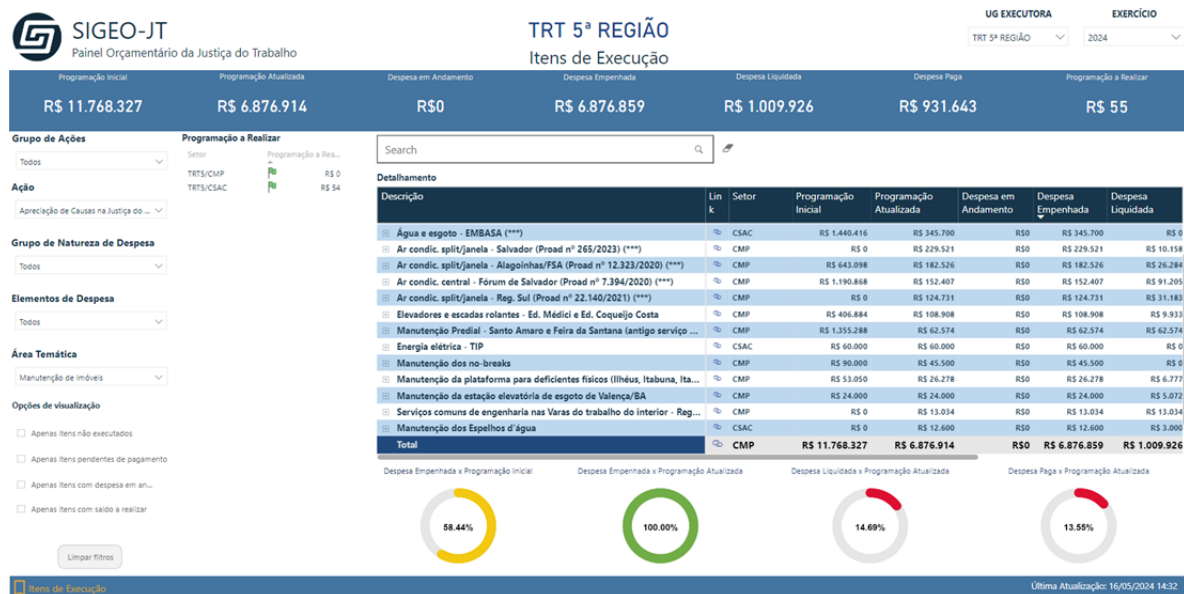 SIGEO-JT
Painel Orçamentário da Justiça do Trabalho
TRT 5ª REGIÃO
Itens de Execução
UG EXECUTORA
TRT 5ª REGIÃO
EXERCÍCIO
2024
Programação Inicial
R$ 11.768.327
Programação Atualizada
R$ 6.876.914
Despesa em Andamento
R$0
Despesa Empenhada
R$ 6.876.859
Despesa Liquidada
R$ 1.009.926
Despesa Paga
R$ 931.643
Programação a Realizar
R$ 55
Grupo de Ações
Todos
Ação
Apreciação de Causas na Justiça do ...
Grupo de Natureza de Despesa
Todos
Elementos de Despesa
Todos
Área Temática
Manutenção de Imóveis
Opções de visualização
Apenas itens não executados
Apenas itens pendentes de pagamento
Apenas itens com despesa em an...
Apenas itens com saldo a realizar
Limpar filtros
Programação a Realizar
Setor Programação a Rea...
TRT5/CMP R$ 0
TRT5/CSAC R$ 54
Search
Detalhamento
Descrição Link Setor Programação Inicial Programação Atualizada Despesa em Andamento Despesa Empenhada Despesa Liquidada
Água e esgoto - EMBASA (***) CSAC R$ 1.440.416 R$ 345.700 R$0 R$ 345.700 R$ 0
Ar condic. split/janela - Salvador (Proad nº 265/2023) (***) CMP R$ 0 R$ 229.521 R$0 R$ 229.521 R$ 10.158
Ar condic. split/janela - Alagoinhas/FSA (Proad nº 12.323/2020) (***) CMP R$ 643.098 R$ 182.526 R$0 R$ 182.526 R$ 26.284
Ar condic. central - Fórum de Salvador (Proad nº 7.394/2020) (***) CMP R$ 1.190.868 R$ 152.407 R$0 R$ 152.407 R$ 91.205
Ar condic. split/janela - Reg. Sul (Proad nº 22.140/2021) (***) CMP R$ 0 R$ 124.731 R$0 R$ 124.731 R$ 31.183
Elevadores e escadas rolantes - Ed. Médici e Ed. Coqueijo Costa CMP R$ 406.884 R$ 108.908 R$0 R$ 108.908 R$ 9.933
Manutenção Predial - Santo Amaro e Feira da Santana (antigo serviço ... CMP R$ 1.355.288 R$ 62.574 R$0 R$ 62.574 R$ 62.574
Energia elétrica - TIP CSAC R$ 60.000 R$ 60.000 R$0 R$ 60.000 R$ 0
Manutenção dos no-breaks CMP R$ 90.000 R$ 45.500 R$0 R$ 45.500 R$ 0
Manutenção da plataforma para deficientes físicos (Ilhéus, Itabuna, Ita... CMP R$ 53.050 R$ 26.278 R$0 R$ 26.278 R$ 6.777
Manutenção da estação elevatória de esgoto de Valença/BA CMP R$ 24.000 R$ 24.000 R$0 R$ 24.000 R$ 5.072
Serviços comuns de engenharia nas Varas do trabalho do interior - Reg... CMP R$ 0 R$ 13.034 R$0 R$ 13.034 R$ 13.034
Manutenção dos Espelhos d'água CSAC R$ 0 R$ 12.600 R$0 R$ 12.600 R$ 3.000
Total CMP R$ 11.768.327 R$ 6.876.914 R$0 R$ 6.876.859 R$ 1.009.926
Despesa Empenhada x Programação Inicial
58.44%
Despesa Empenhada x Programação Atualizada
100.00%
Despesa Liquidada x Programação Atualizada
14.69%
Despesa Paga x Programação Atualizada
13.55%
Itens de Execução
Última Atualização: 16/05/2024 14:32